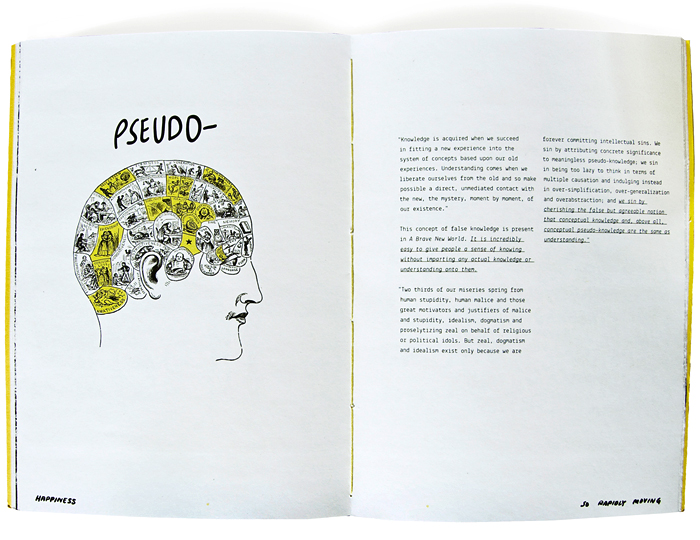 PSEUDO-
HAPPINESS
"Knowledge is acquired when we succeed
in fitting a new experience into the
system of concepts based upon our old
experiences. Understanding comes when we
liberate ourselves from the old and so make
possible a direct, unmediated contact with
the new, the mystery, moment by moment, of
our existence."
This concept of false knowledge is present
in A Brave New World. It is incredibly
easy to give people a sense of knowing
without imparting any actual knowledge or
understanding onto them.
"Two thirds of our miseries spring from
human stupidity, human malice and those
great motivators and justifiers of malice
and stupidity, idealism, dogmatism and
proselytizing zeal on behalf of religious
or political idols. But zeal, dogmatism
and idealism exist only because we are
forever committing intellectual sins. We
sin by attributing concrete significance
to meaningless pseudo-knowledge; we sin
in being too lazy to think in terms of
multiple causation and indulging instead
in over-simplification, over-generalization
and overabstraction; and we sin by
cherishing the false but agreeable notion
that conceptual knowledge and, above all,
conceptual pseudo-knowledge are the same as
understanding."
SO RAPIDLY MOVING